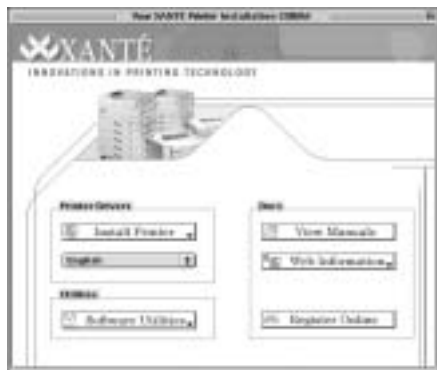 Your XANTÉ Printer Installation CDROM
XANTÉ
INNOVATIONS IN PRINTING TECHNOLOGY
Printer Drivers
Install Printer
English
Utilities
Software Utilities
Docs
View Manuals
Web Information
Register Online